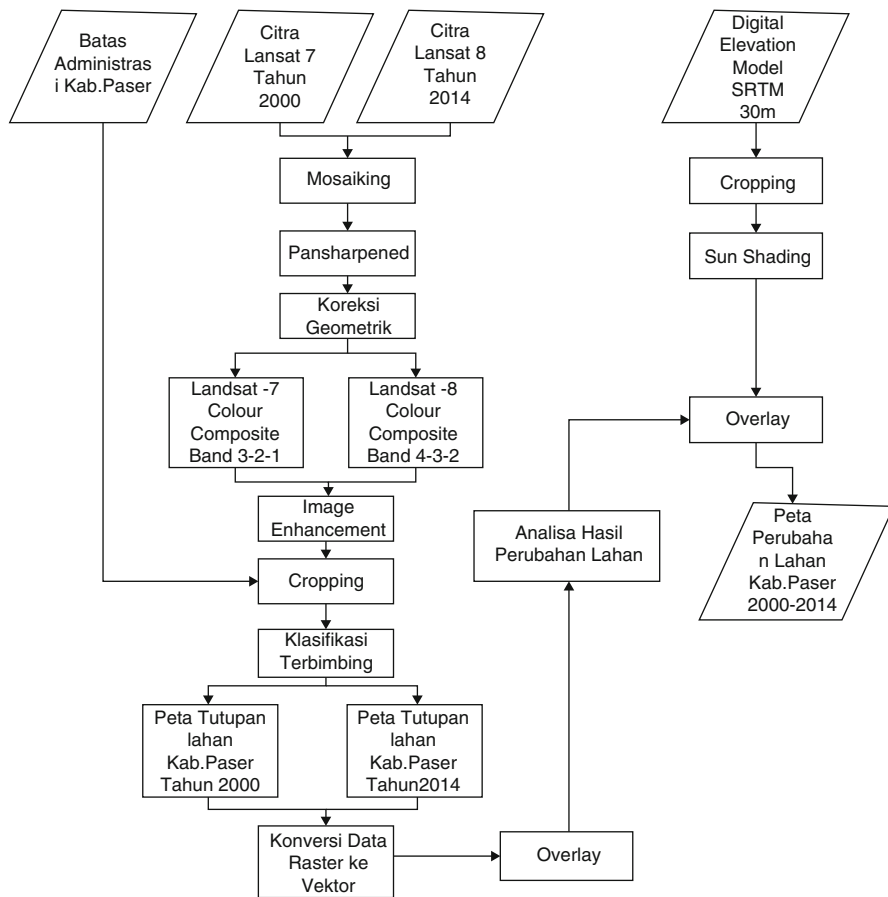 Batas
Administras
i Kab.Paser
Citra
Lansat 7
Tahun
2000
Citra
Lansat 8
Tahun
2014
Digital
Elevation
Model
SRTM
30m
Mosaiking
Cropping
Pansharpened
Sun Shading
Koreksi
Geometrik
Landsat -7
Colour
Composite
Band 3-2-1
Landsat -8
Colour
Composite
Band 4-3-2
Overlay
Image
Enhancement
Analisa Hasil
Perubahan Lahan
Peta
Perubaha
n Lahan
Kab.Paser
2000-2014
Cropping
Klasifikasi
Terbimbing
Peta Tutupan
lahan
Kab.Paser
Tahun 2000
Peta Tutupan
lahan
Kab.Paser
Tahun2014
Konversi Data
Raster ke
Vektor
Overlay